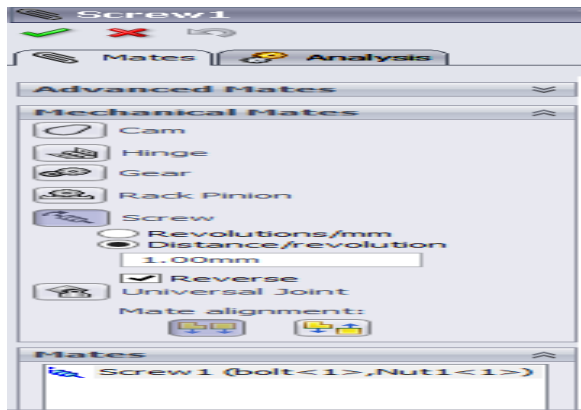 Screw1
Mates Analysis
Advanced Mates
Mechanical Mates
Cam
Hinge
Gear
Rack Pinion
Screw
Revolutions/mm
Distance/revolution
1.00mm
Reverse
Universal Joint
Mate alignment:
Mates
Screw1 (bolt<1>,Nut1<1>)